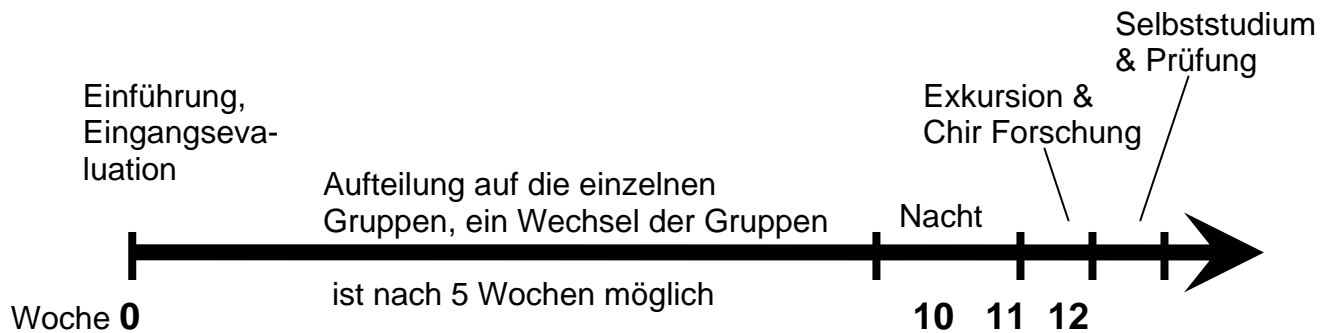 Selbststudium
& Prüfung
Einführung,
Eingangseva-
luation
Exkursion &
Chir Forschung
Aufteilung auf die einzelnen
Gruppen, ein Wechsel der Gruppen
Nacht
ist nach 5 Wochen möglich
Woche 0 10 11 12